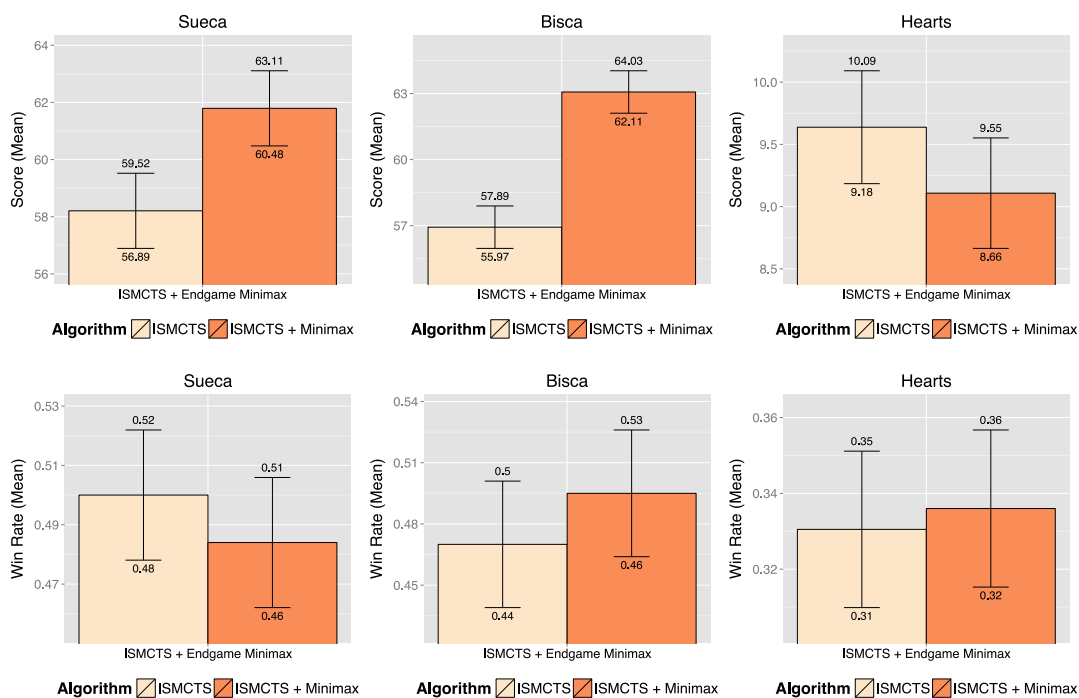 Sueca
Score (Mean)
64
62
60
58
56
59.52
56.89
63.11
60.48
ISMCTS + Endgame Minimax
Algorithm ISMCTS ISMCTS + Minimax
Bisca
Score (Mean)
63
60
57
57.89
55.97
64.03
62.11
ISMCTS + Endgame Minimax
Algorithm ISMCTS ISMCTS + Minimax
Hearts
Score (Mean)
10.0
9.5
9.0
8.5
10.09
9.18
9.55
8.66
ISMCTS + Endgame Minimax
Algorithm ISMCTS ISMCTS + Minimax
Sueca
Win Rate (Mean)
0.53
0.51
0.49
0.47
0.52
0.48
0.51
0.46
ISMCTS + Endgame Minimax
Algorithm ISMCTS ISMCTS + Minimax
Bisca
Win Rate (Mean)
0.54
0.51
0.48
0.45
0.5
0.44
0.53
0.46
ISMCTS + Endgame Minimax
Algorithm ISMCTS ISMCTS + Minimax
Hearts
Win Rate (Mean)
0.36
0.34
0.32
0.35
0.31
0.36
0.32
ISMCTS + Endgame Minimax
Algorithm ISMCTS ISMCTS + Minimax